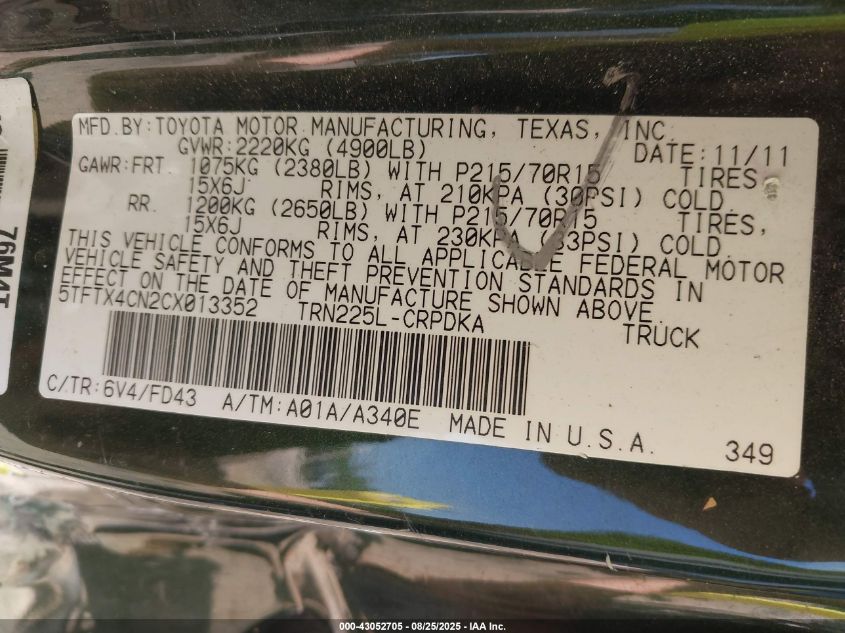 MFD.BY:TOYOTA MOTOR MANUFACTURING, TEXAS, INC.
GVWR:2220KG (4900LB) DATE:11/11
GAWR:FRT. 1075KG (2380LB) WITH P215/70R15 TIRES,
15X6J RIMS, AT 210KPA (30PSI) COLD.
RR. 1200KG (2650LB) WITH P215/70R15 TIRES,
15X6J RIMS, AT 230KPA (33PSI) COLD.
THIS VEHICLE CONFORMS TO ALL APPLICABLE FEDERAL MOTOR
VEHICLE SAFETY AND THEFT PREVENTION STANDARDS IN
EFFECT ON THE DATE OF MANUFACTURE SHOWN ABOVE.
5TFTX4CN2CX013352 TRN225L-CRPDKA TRUCK
C/TR:6V4/FD43 A/TM:A01A/A340E MADE IN U.S.A. 349
000-43052705 - 08/25/2025 - IAA Inc.